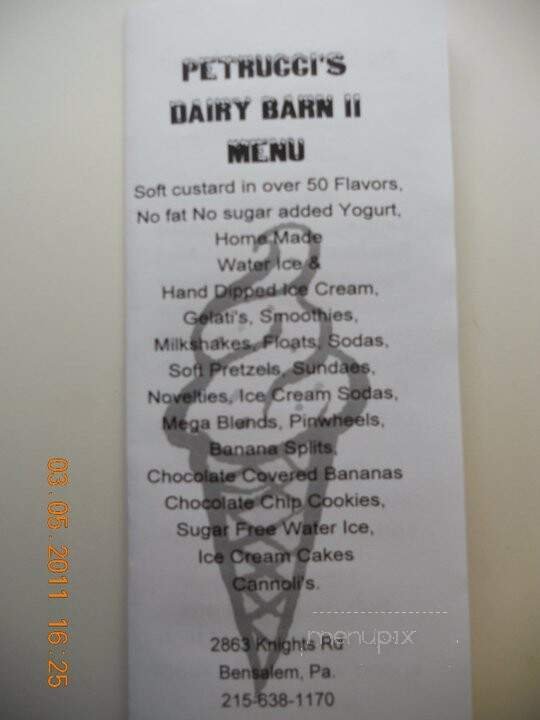 PETRUCCI'S
DAIRY BARN II
MENU
Soft custard in over 50 Flavors,
No fat No sugar added Yogurt,
Home Made
Water Ice &
Hand Dipped Ice Cream,
Gelati's, Smoothies,
Milkshakes, Floats, Sodas,
Soft Pretzels, Sundaes,
Novelties, Ice Cream Sodas,
Mega Blends, Pinwheels,
Banana Splits,
Chocolate Covered Bananas
Chocolate Chip Cookies,
Sugar Free Water Ice,
Ice Cream Cakes
Cannoli's.
menupix
2863 Knights Rd
Bensalem, Pa.
215-638-1170
03.05.2011 16:25